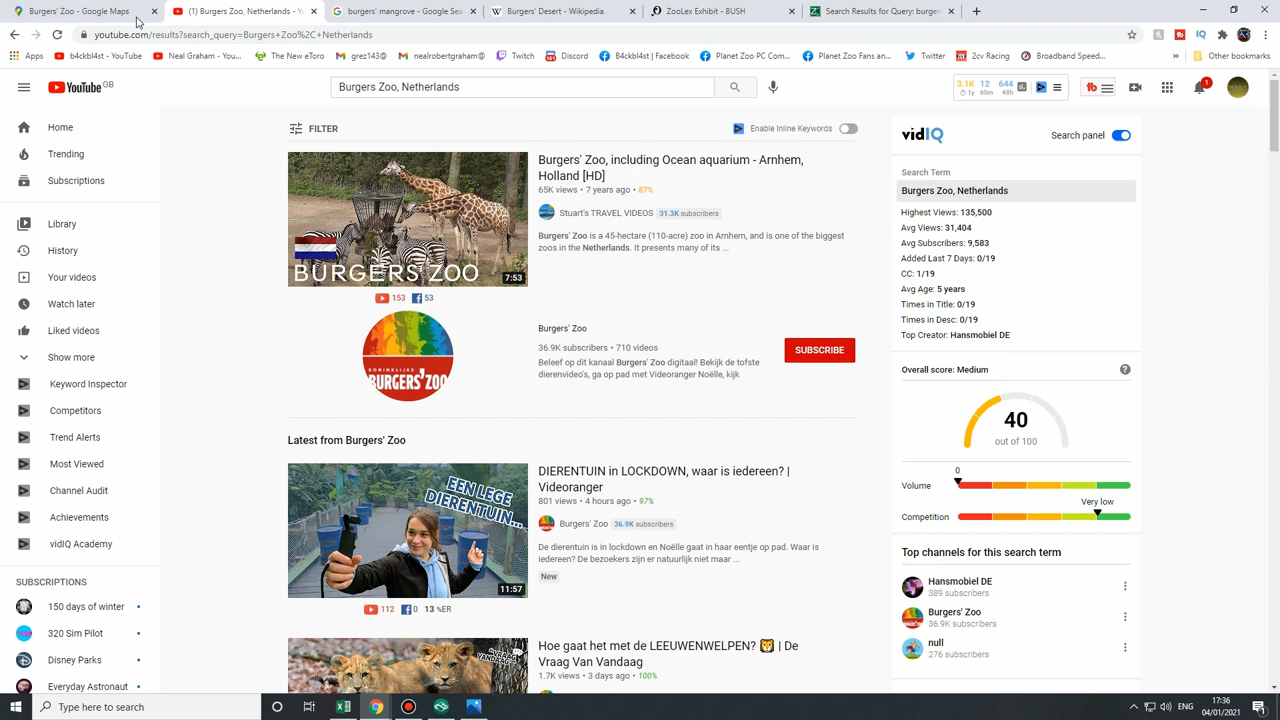 Burgers' Zoo - Google Maps
(1) Burgers Zoo, Netherlands - Yo
burgers' mangrove - Google Sea
Burgers' Desert - Wikipedia
ZooLex Exhibit - BUSH
Search Results for Query: burgers
youtube.com/results?search_query=Burgers+Zoo%2C+Netherlands
Apps
b4ckbl4st - YouTube
Neal Graham - You...
The New eToro
grez143@
nealrobertgraham@
Twitch
Discord
B4ckbl4st | Facebook
Planet Zoo PC Com...
Planet Zoo Fans an...
Twitter
2cv Racing
Broadband Speed...
Other bookmarks
YouTube GB
Burgers Zoo, Netherlands
3.1K 12 644
1y 60m 48h
1
Home
Trending
Subscriptions
Library
History
Your videos
Watch later
Liked videos
Show more
Keyword Inspector
Competitors
Trend Alerts
Most Viewed
Channel Audit
Achievements
vidIQ Academy
SUBSCRIPTIONS
150 days of winter
320 Sim Pilot
Disney Parks
Everyday Astronaut
FILTER
Enable Inline Keywords
BURGERS ZOO
7:53
153 53
Burgers' Zoo, including Ocean aquarium - Arnhem,
Holland [HD]
65K views • 7 years ago • 87%
Stuart's TRAVEL VIDEOS 31.3K subscribers
Burgers' Zoo is a 45-hectare (110-acre) zoo in Arnhem, and is one of the biggest
zoos in the Netherlands. It presents many of its ...
KONINKLIJKE
BURGERS'ZOO
Burgers' Zoo
36.9K subscribers • 710 videos
Beleef op dit kanaal Burgers' Zoo digitaal! Bekijk de tofste
dierenvideo's, ga op pad met Videoranger Noëlle, kijk
SUBSCRIBE
Latest from Burgers' Zoo
EEN LEGE
DIERENTUIN...
11:57
112 0 13 %ER
DIERENTUIN in LOCKDOWN, waar is iedereen? |
Videoranger
801 views • 4 hours ago • 97%
Burgers' Zoo 36.9K subscribers
De dierentuin is in lockdown en Noëlle gaat in haar eentje op pad. Waar is
iedereen? De bezoekers zijn er natuurlijk niet maar ...
New
Hoe gaat het met de LEEUWENWELPEN? 🐯 | De
Vraag Van Vandaag
1.7K views • 3 days ago • 100%
vidIQ
Search panel
Search Term
Burgers Zoo, Netherlands
Highest Views: 135,500
Avg Views: 31,404
Avg Subscribers: 9,583
Added Last 7 Days: 0/19
CC: 1/19
Avg Age: 5 years
Times in Title: 0/19
Times in Desc: 0/19
Top Creator: Hansmobiel DE
Overall score: Medium
40
out of 100
0
Volume
Very low
Competition
Top channels for this search term
Hansmobiel DE
389 subscribers
Burgers' Zoo
36.9K subscribers
null
276 subscribers
Type here to search
ENG
17:36
04/01/2021